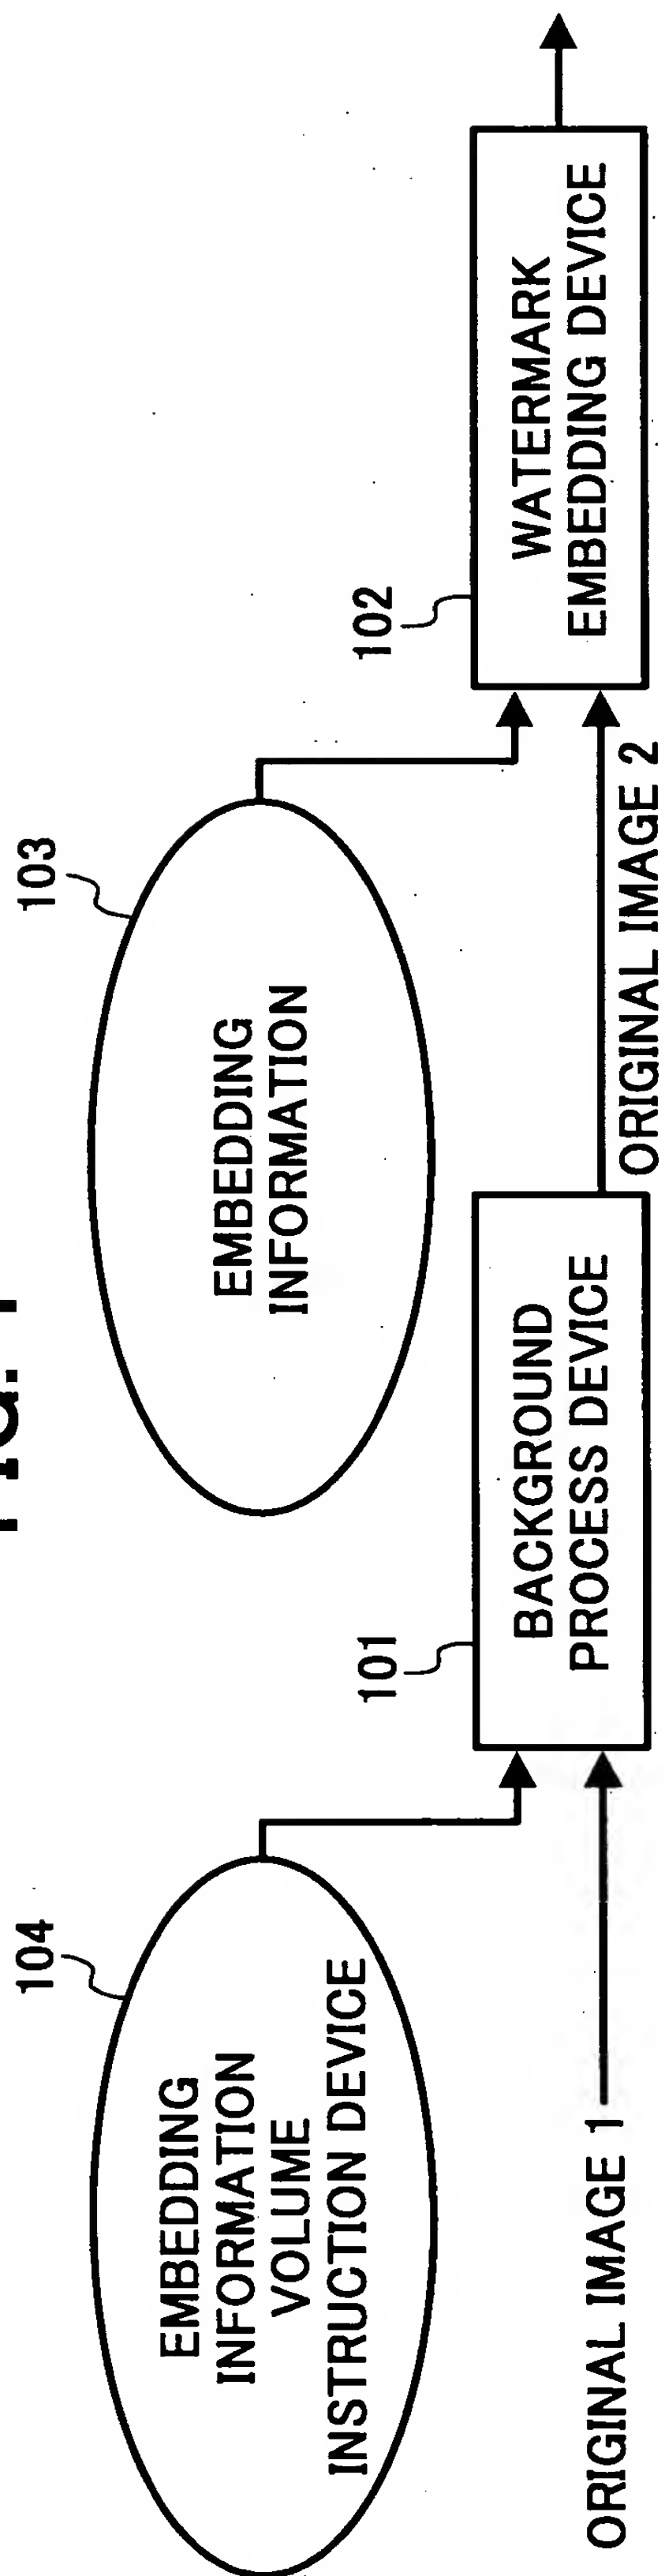 FIG. 1
104
EMBEDDING
INFORMATION
VOLUME
INSTRUCTION DEVICE
103
EMBEDDING
INFORMATION
ORIGINAL IMAGE 1
101
BACKGROUND
PROCESS DEVICE
ORIGINAL IMAGE 2
102
WATERMARK
EMBEDDING DEVICE